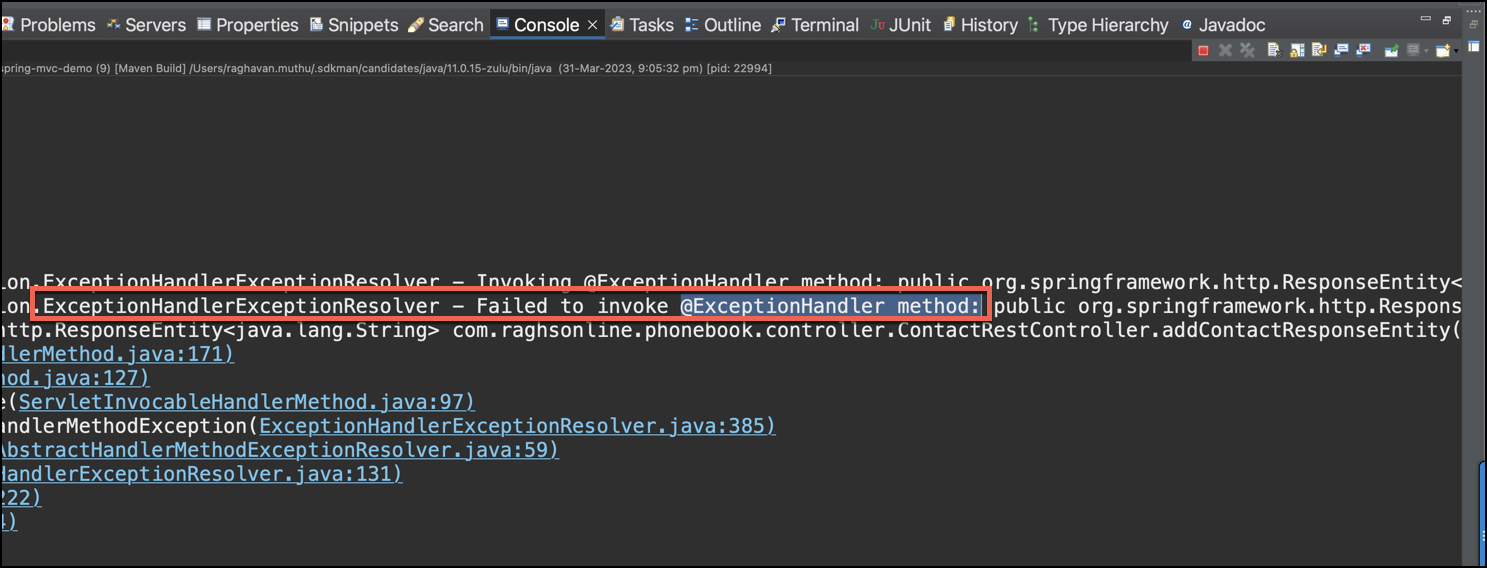 Problems Servers Properties Snippets Search Console × Tasks Outline Terminal Ju JUnit History Type Hierarchy @ Javadoc
spring-mvc-demo (9) [Maven Build] /Users/raghavan.muthu/.sdkman/candidates/java/11.0.15-zulu/bin/java (31-Mar-2023, 9:05:32 pm) [pid: 22994]
ion.ExceptionHandlerExceptionResolver – Invoking @ExceptionHandler method: public org.springframework.http.ResponseEntity<
ion.ExceptionHandlerExceptionResolver – Failed to invoke @ExceptionHandler method: public org.springframework.http.Respons
http.ResponseEntity<java.lang.String> com.raghsonline.phonebook.controller.ContactRestController.addContactResponseEntity(
dlerMethod.java:171)
hod.java:127)
e(ServletInvocableHandlerMethod.java:97)
andlerMethodException(ExceptionHandlerExceptionResolver.java:385)
AbstractHandlerMethodExceptionResolver.java:59)
HandlerExceptionResolver.java:131)
222)
4)